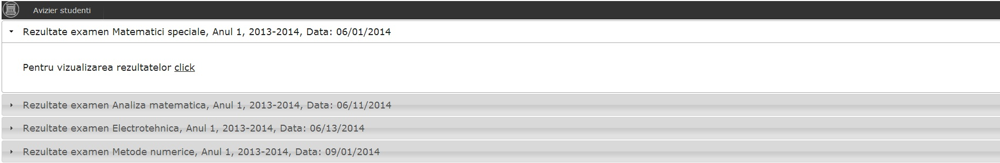 Avizier studenti
Rezultate examen Matematici speciale, Anul 1, 2013-2014, Data: 06/01/2014
Pentru vizualizarea rezultatelor click
Rezultate examen Analiza matematica, Anul 1, 2013-2014, Data: 06/11/2014
Rezultate examen Electrotehnica, Anul 1, 2013-2014, Data: 06/13/2014
Rezultate examen Metode numerice, Anul 1, 2013-2014, Data: 09/01/2014